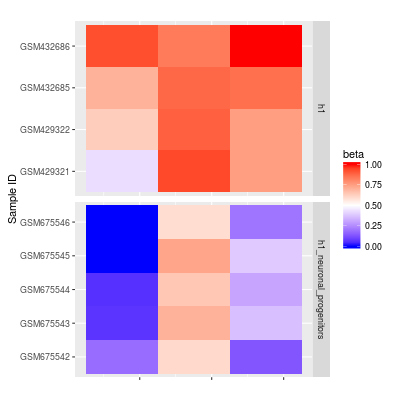 GSM432686
GSM432685
GSM429322
GSM429321
h1
Sample ID
GSM675546
GSM675545
GSM675544
GSM675543
GSM675542
h1_neuronal_progenitors
beta
1.00
0.75
0.50
0.25
0.00